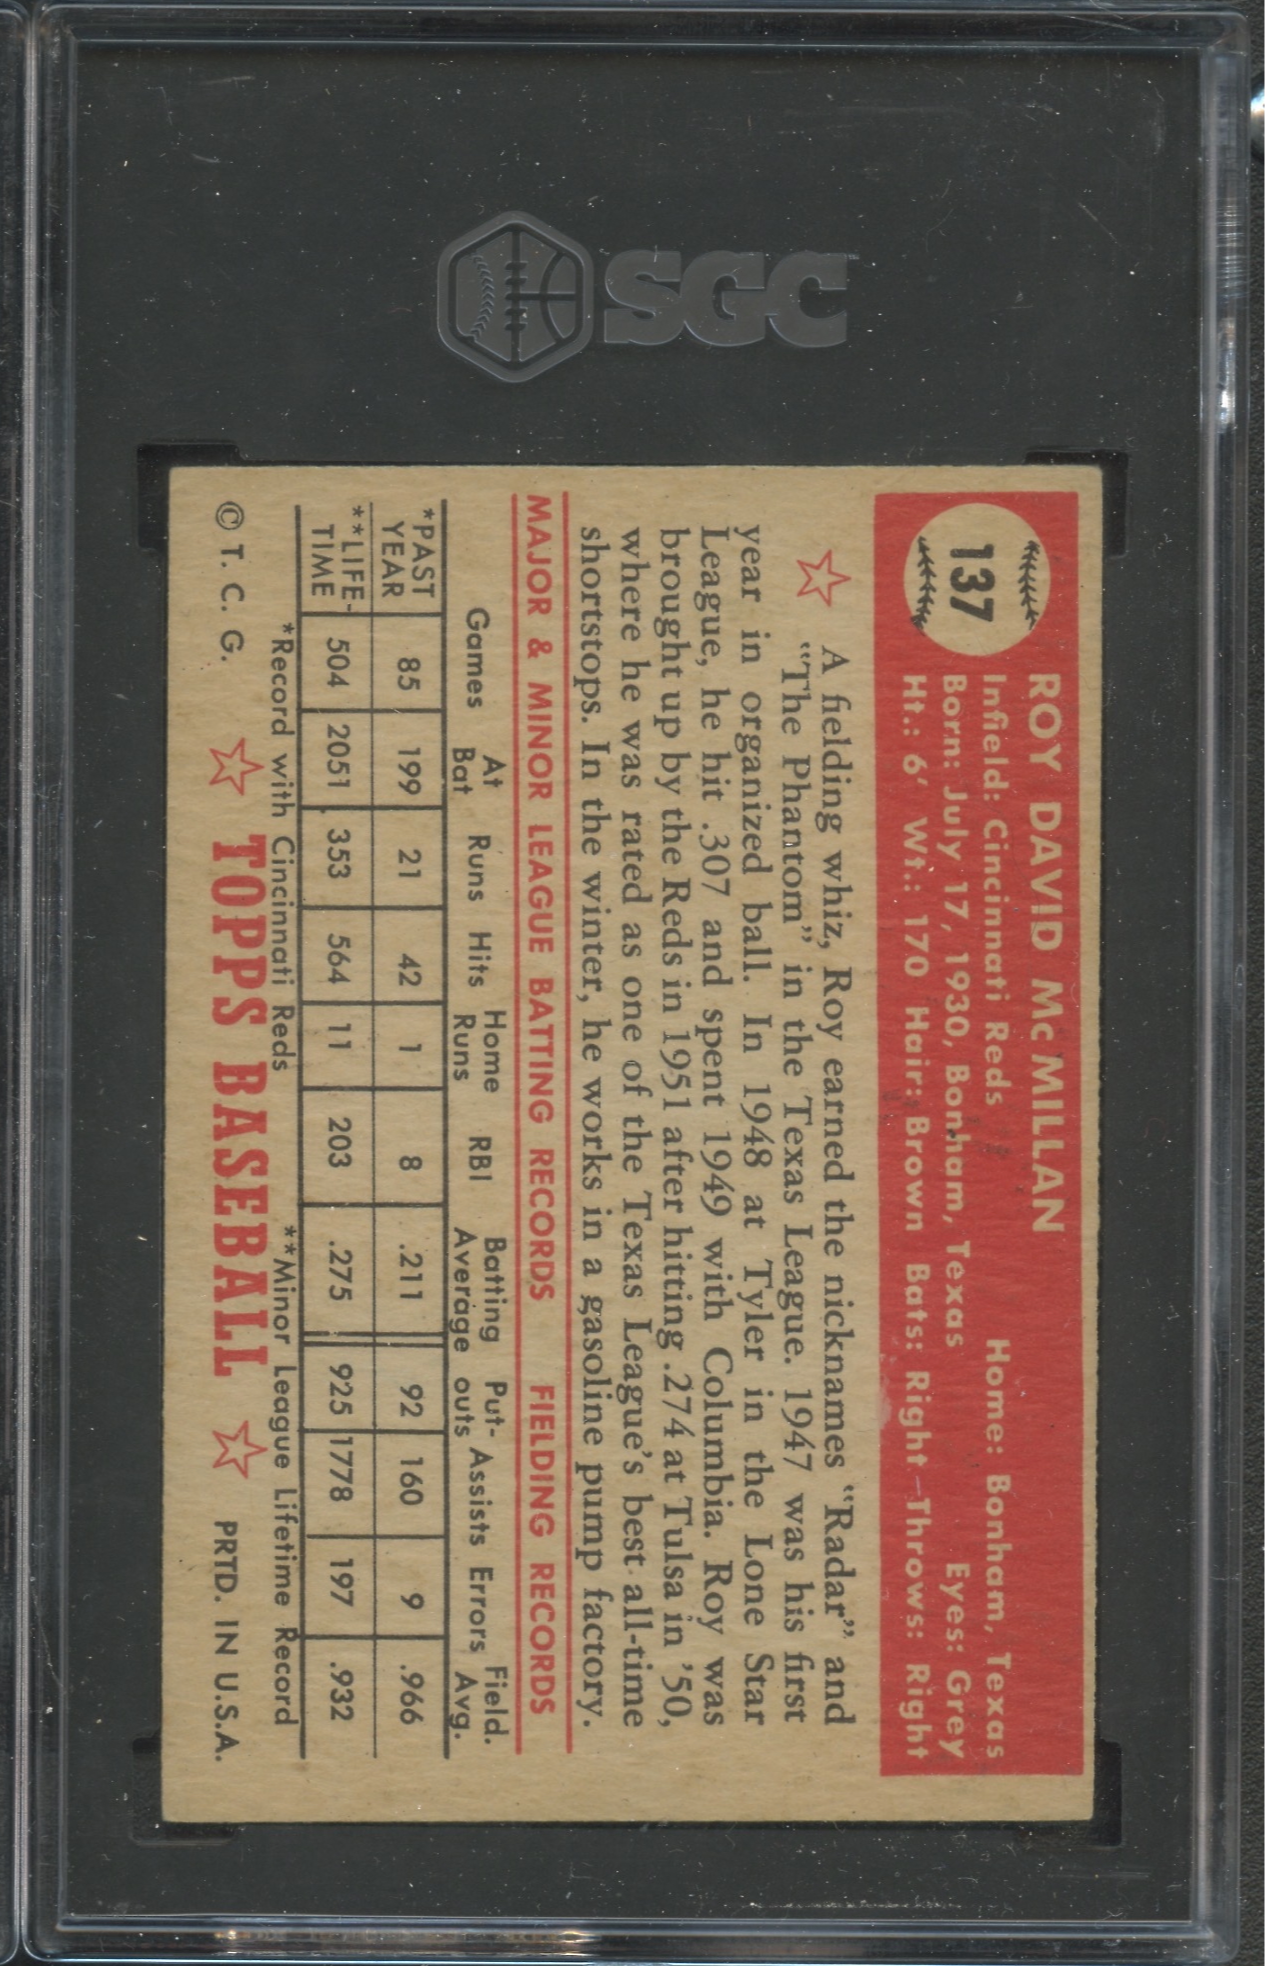 SGC
137
ROY DAVID McMILLAN
Infield: Cincinnati Reds Home: Bonham, Texas
Born: July 17, 1930, Bonham, Texas Eyes: Grey
Ht.: 6' Wt.: 170 Hair: Brown Bats: Right Throws: Right
A fielding whiz, Roy earned the nicknames "Radar" and
"The Phantom" in the Texas League. 1947 was his first
year in organized ball. In 1948 at Tyler in the Lone Star
League, he hit .307 and spent 1949 with Columbia. Roy was
brought up by the Reds in 1951 after hitting .274 at Tulsa in '50,
where he was rated as one of the Texas League's best all-time
shortstops. In the winter, he works in a gasoline pump factory.
MAJOR & MINOR LEAGUE BATTING RECORDS FIELDING RECORDS
Games At Bat Runs Hits Home Runs RBI Batting Average Put-outs Assists Errors Field. Avg.
*PAST YEAR 85 199 21 42 1 8 .211 92 160 9 .966
**LIFE-TIME 504 2051 353 564 11 203 .275 925 1778 197 .932
*Record with Cincinnati Reds **Minor League Lifetime Record
© T. C. G. TOPPS BASEBALL PRTD. IN U.S.A.